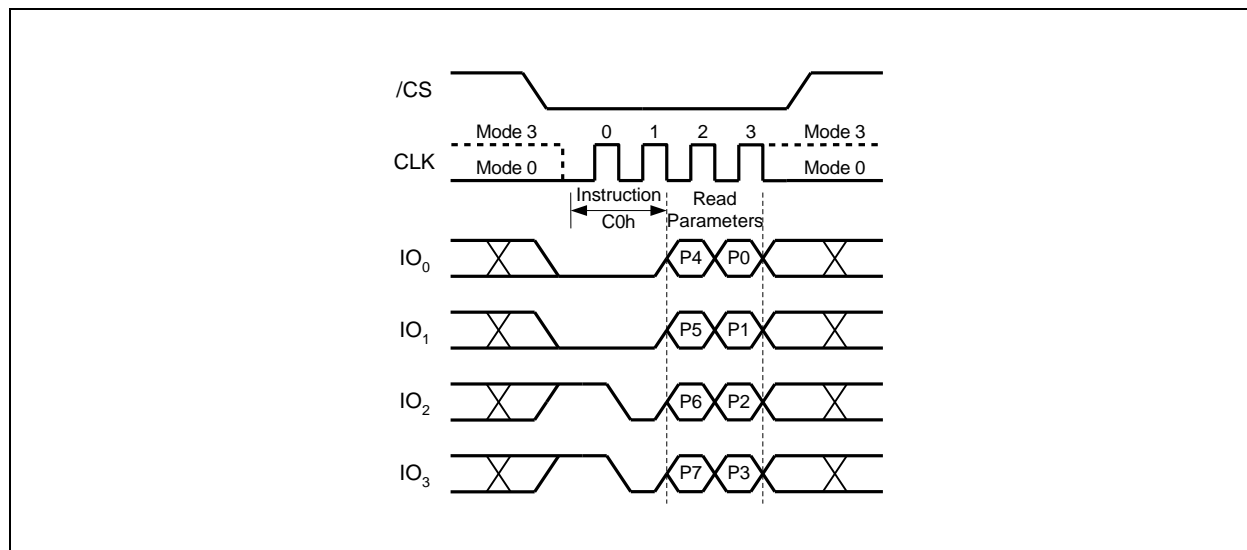 /CS
Mode 3 0 1 2 3 Mode 3
CLK
Mode 0 Mode 0
Instruction Read
C0h Parameters
IO0 P4 P0
IO1 P5 P1
IO2 P6 P2
IO3 P7 P3